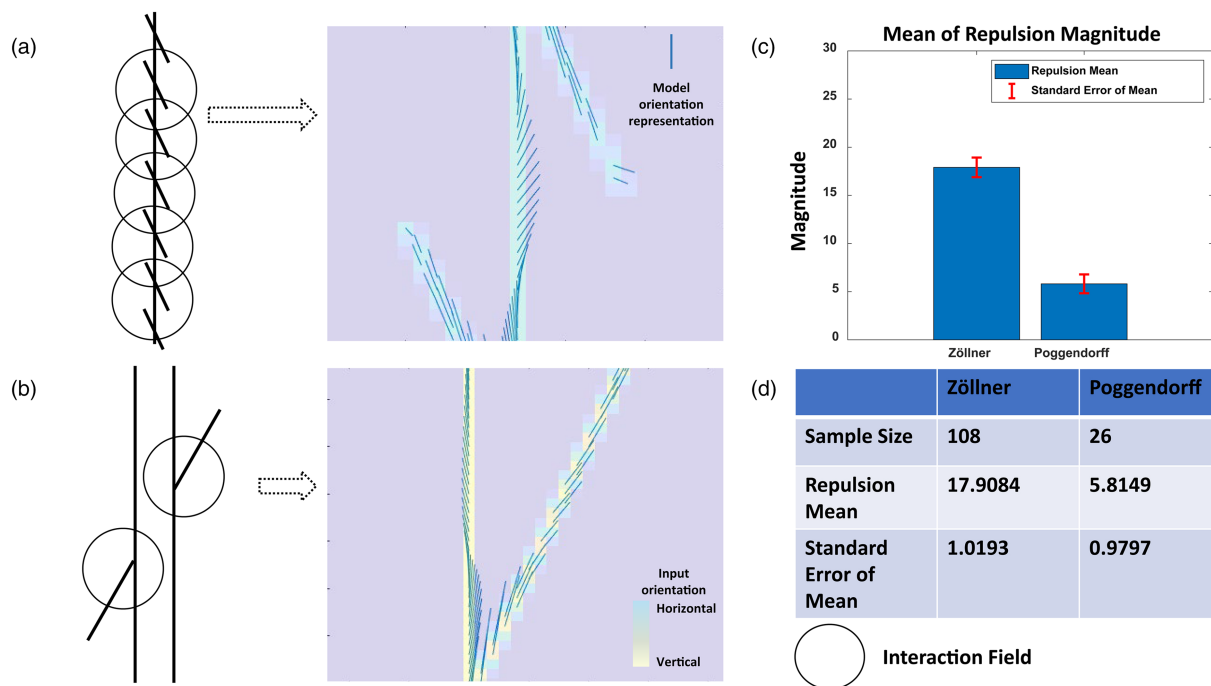 (a)
Model
orientation
representation
(b)
Input
orientation
Horizontal
Vertical
(c)
Mean of Repulsion Magnitude
Repulsion Mean
Standard Error of Mean
Magnitude
30
25
20
15
10
5
0
Zöllner
Poggendorff
(d)
Zöllner Poggendorff
Sample Size 108 26
Repulsion 17.9084 5.8149
Mean
Standard 1.0193 0.9797
Error of
Mean
Interaction Field